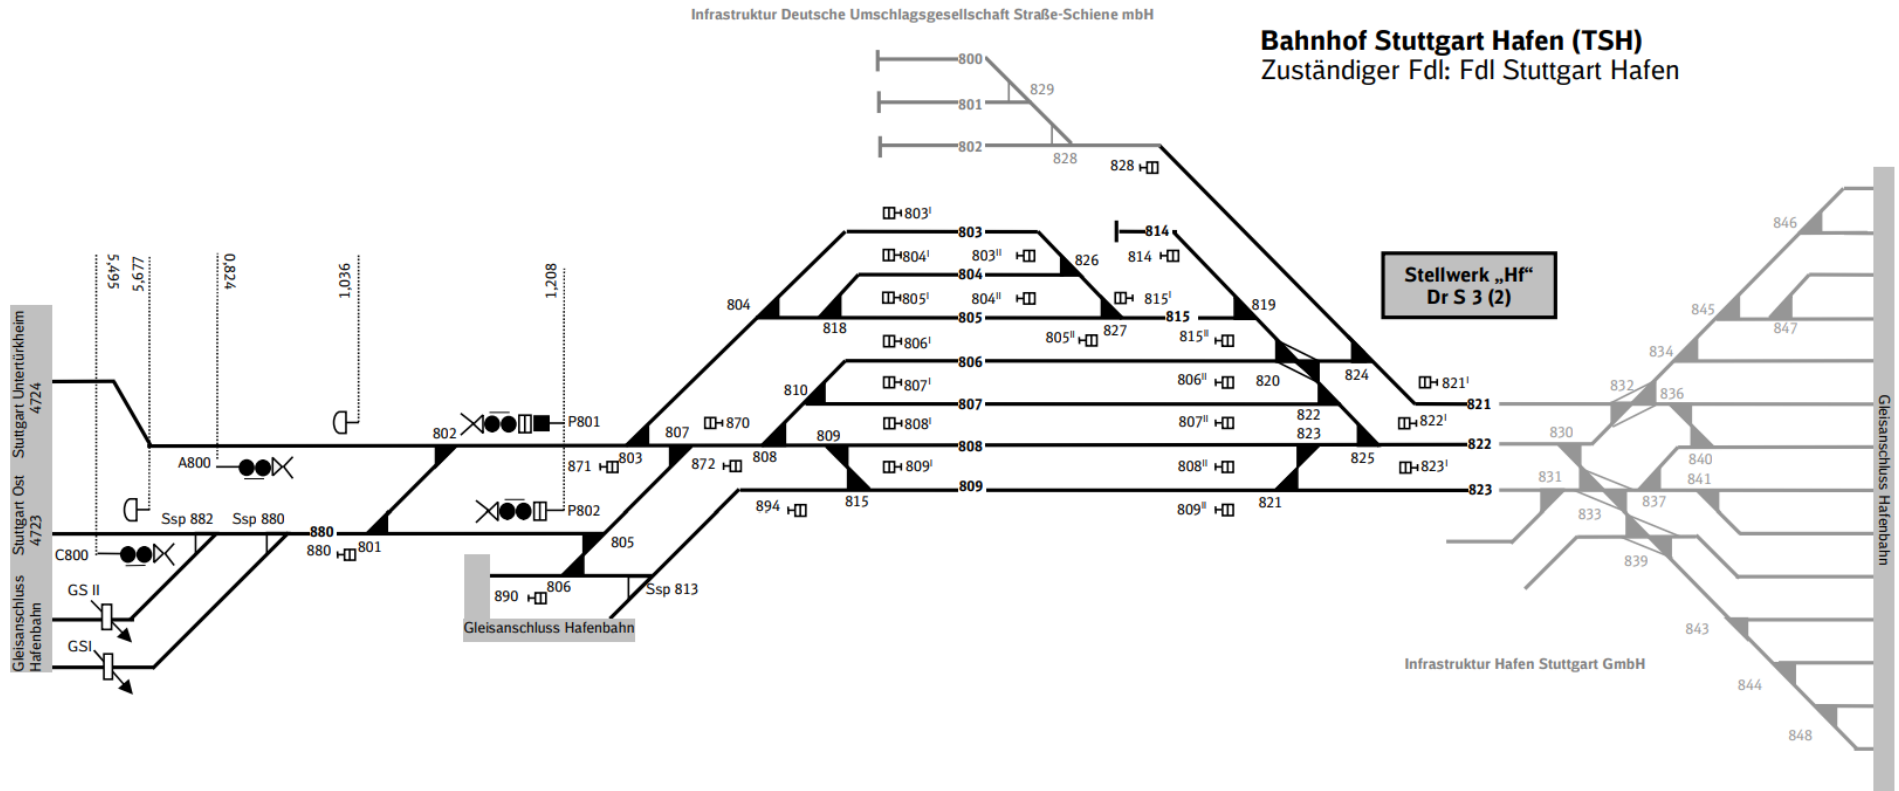 Infrastruktur Deutsche Umschlagsgesellschaft Straße-Schiene mbH
Bahnhof Stuttgart Hafen (TSH)
Zuständiger Fdl: Fdl Stuttgart Hafen
800
829
801
802
828
828
803ᴵ
803
814
846
804ᴵ
803ᴵᴵ
826
814
Stellwerk „Hf“
Dr S 3 (2)
5,495
5,977
0,824
1,036
1,208
804
805ᴵ
804ᴵᴵ
815ᴵ
819
804
818
805
827
815
845
847
806ᴵ
805ᴵᴵ
815ᴵᴵ
Stuttgart Untertürkheim
4724
806
834
810
807ᴵ
806ᴵᴵ
820
824
821ᴵ
832
836
807
821
P801
870
808ᴵ
807ᴵᴵ
822
822ᴵ
802
807
809
823
830
808
822
A800
871
803
872
808
809ᴵ
808ᴵᴵ
825
823ᴵ
840
831
841
809
823
Stuttgart Ost
4723
Ssp 882
Ssp 880
P802
894
815
809ᴵᴵ
821
833
837
880
C800
880
801
805
839
Gleisanschluss Hafenbahn
GS II
890
806
Ssp 813
Gleisanschluss
Hafenbahn
Gleisanschluss Hafenbahn
843
GSI
Infrastruktur Hafen Stuttgart GmbH
844
848